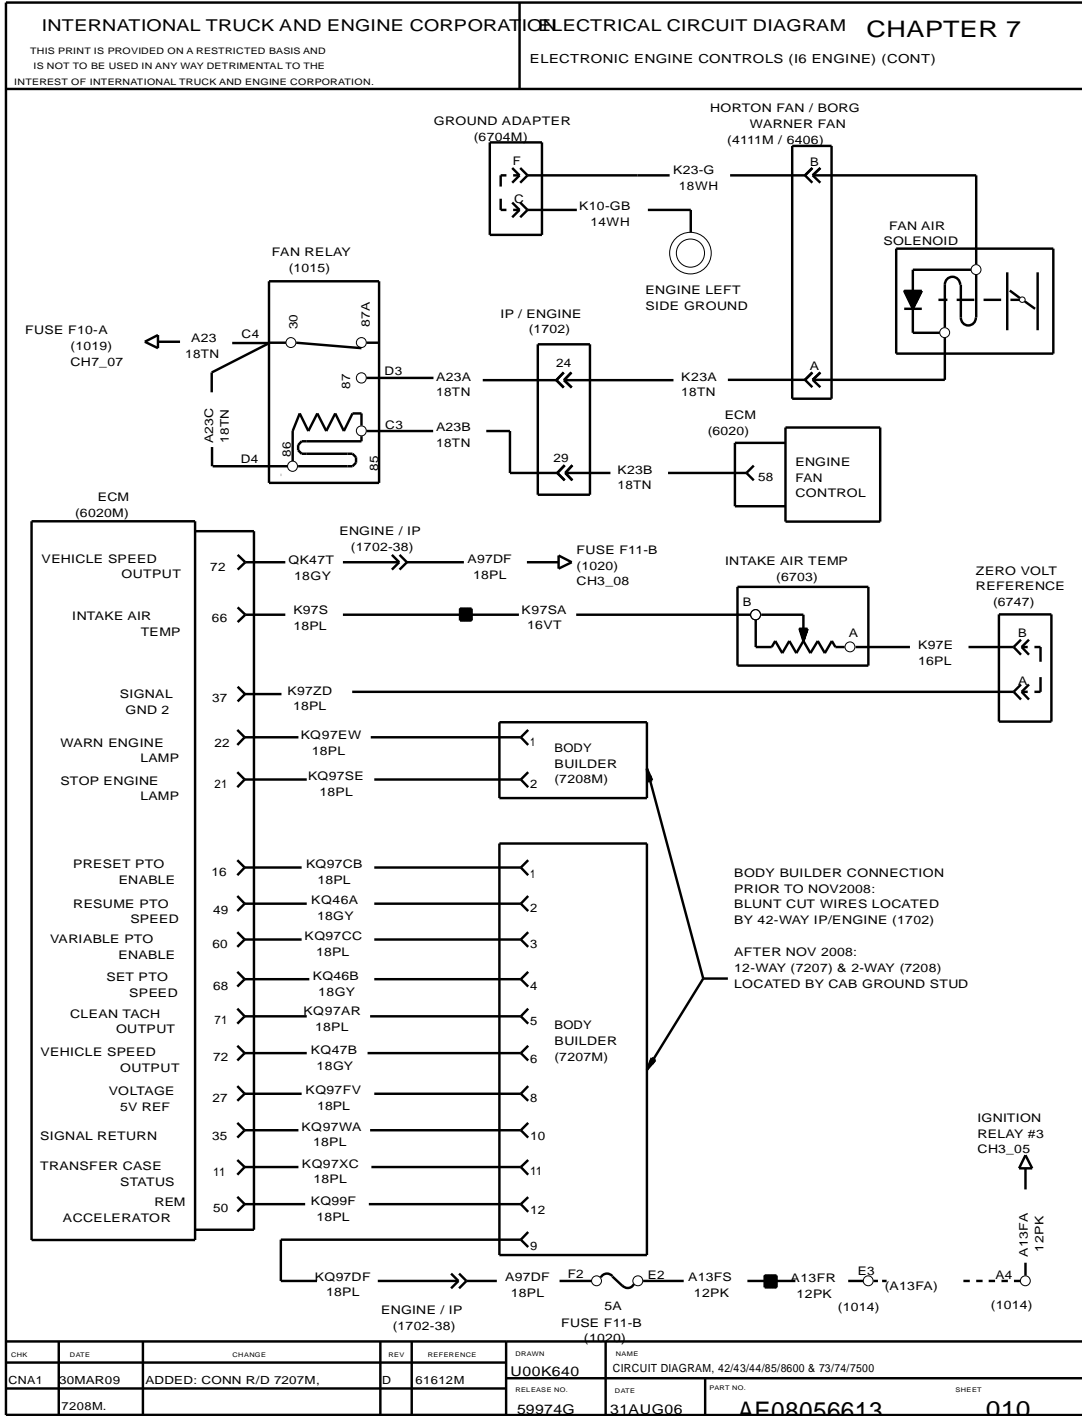 INTERNATIONAL TRUCK AND ENGINE CORPORATION
THIS PRINT IS PROVIDED ON A RESTRICTED BASIS AND
IS NOT TO BE USED IN ANY WAY DETRIMENTAL TO THE
INTEREST OF INTERNATIONAL TRUCK AND ENGINE CORPORATION.
ELECTRICAL CIRCUIT DIAGRAM CHAPTER 7
ELECTRONIC ENGINE CONTROLS (I6 ENGINE) (CONT)
GROUND ADAPTER
(6704M)
F
C
K23-G
18WH
K10-GB
14WH
ENGINE LEFT
SIDE GROUND
HORTON FAN / BORG
WARNER FAN
(4111M / 6406)
B
A
FAN AIR
SOLENOID
FAN RELAY
(1015)
FUSE F10-A
(1019)
CH7_07
A23
18TN
C4
30
87A
87
D3
A23A
18TN
A23C
18TN
D4
86
85
C3
A23B
18TN
IP / ENGINE
(1702)
24
29
K23A
18TN
K23B
18TN
ECM
(6020)
58
ENGINE
FAN
CONTROL
ECM
(6020M)
VEHICLE SPEED
OUTPUT
72
QK47T
18GY
ENGINE / IP
(1702-38)
A97DF
18PL
FUSE F11-B
(1020)
CH3_08
INTAKE AIR
TEMP
66
K97S
18PL
K97SA
16VT
INTAKE AIR TEMP
(6703)
B
A
K97E
16PL
ZERO VOLT
REFERENCE
(6747)
B
A
SIGNAL
GND 2
37
K97ZD
18PL
WARN ENGINE
LAMP
22
KQ97EW
18PL
1
STOP ENGINE
LAMP
21
KQ97SE
18PL
2
BODY
BUILDER
(7208M)
PRESET PTO
ENABLE
16
KQ97CB
18PL
1
RESUME PTO
SPEED
49
KQ46A
18GY
2
VARIABLE PTO
ENABLE
60
KQ97CC
18PL
3
SET PTO
SPEED
68
KQ46B
18GY
4
CLEAN TACH
OUTPUT
71
KQ97AR
18PL
5
VEHICLE SPEED
OUTPUT
72
KQ47B
18GY
6
VOLTAGE
5V REF
27
KQ97FV
18PL
8
SIGNAL RETURN
35
KQ97WA
18PL
10
TRANSFER CASE
STATUS
11
KQ97XC
18PL
11
REM
ACCELERATOR
50
KQ99F
18PL
12
9
BODY
BUILDER
(7207M)
BODY BUILDER CONNECTION
PRIOR TO NOV2008:
BLUNT CUT WIRES LOCATED
BY 42-WAY IP/ENGINE (1702)
AFTER NOV 2008:
12-WAY (7207) & 2-WAY (7208)
LOCATED BY CAB GROUND STUD
IGNITION
RELAY #3
CH3_05
A13FA
12PK
KQ97DF
18PL
ENGINE / IP
(1702-38)
A97DF
18PL
F2
E2
5A
FUSE F11-B
(1020)
A13FS
12PK
A13FR
12PK
E3
(1014)
(A13FA)
A4
(1014)
CHK DATE CHANGE REV REFERENCE
CNA1 30MAR09 ADDED: CONN R/D 7207M, D 61612M
7208M.
DRAWN
U00K640
NAME
CIRCUIT DIAGRAM, 42/43/44/85/8600 & 73/74/7500
RELEASE NO.
59974G
DATE
31AUG06
PART NO.
AE08056613
SHEET
010